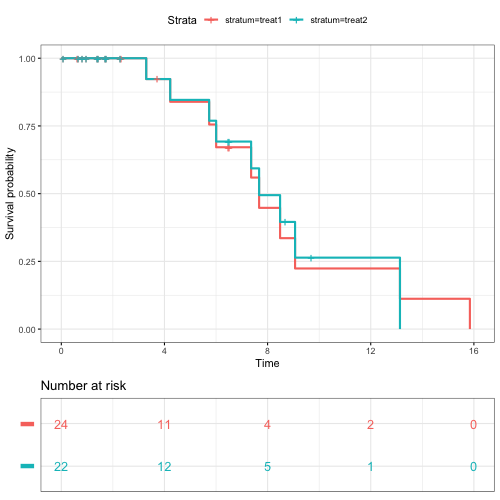 Strata stratum=treat1 stratum=treat2
Survival probability
1.00
0.75
0.50
0.25
0.00
0 4 8 12 16
Time
Number at risk
24 11 4 2 0
22 12 5 1 0